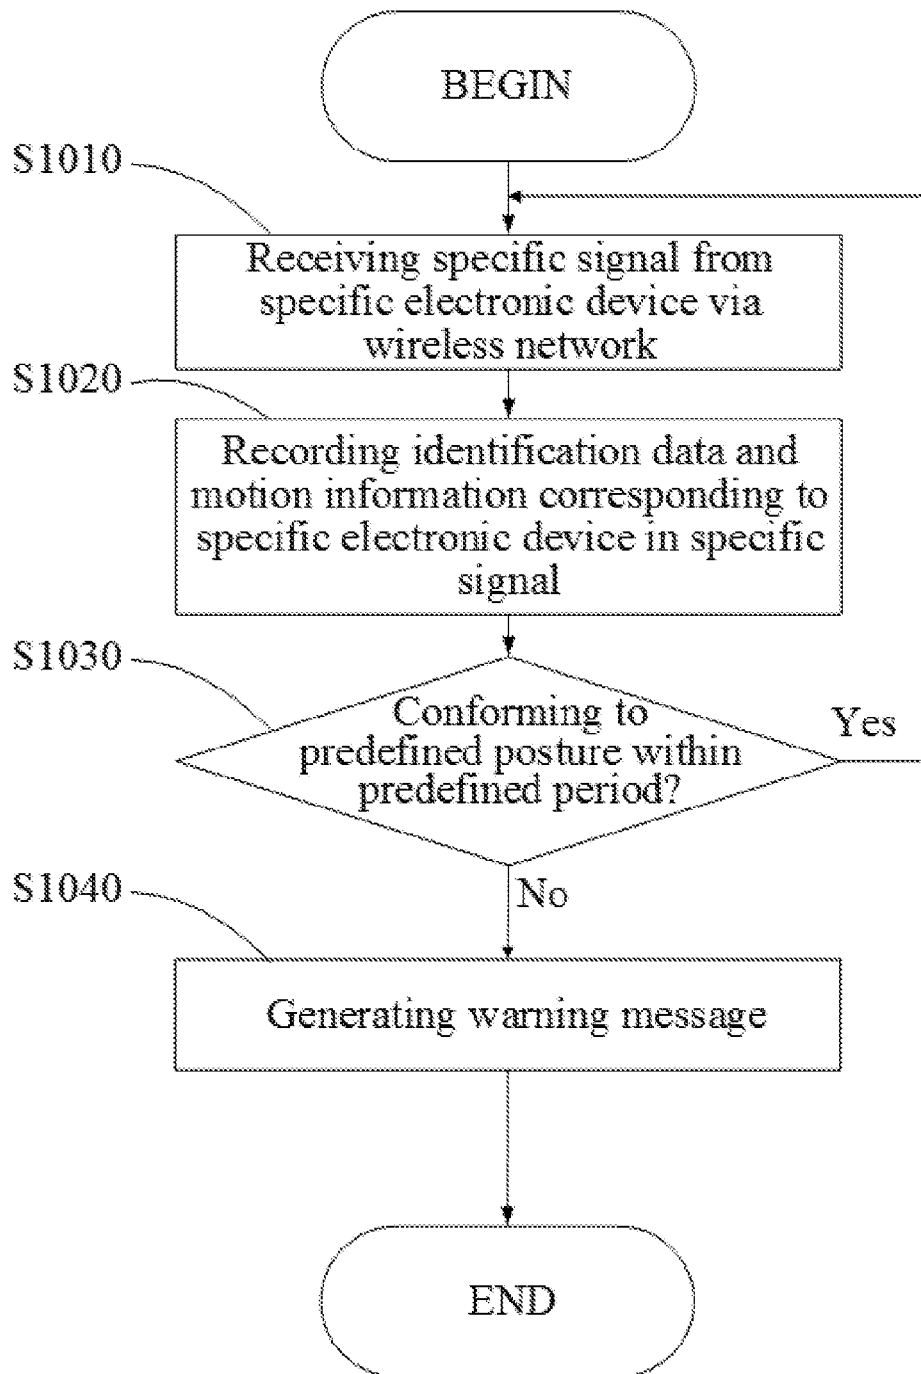 BEGIN
S1010
Receiving specific signal from
specific electronic device via
wireless network
S1020
Recording identification data and
motion information corresponding to
specific electronic device in specific
signal
S1030
Conforming to
predefined posture within
predefined period?
Yes
No
S1040
Generating warning message
END